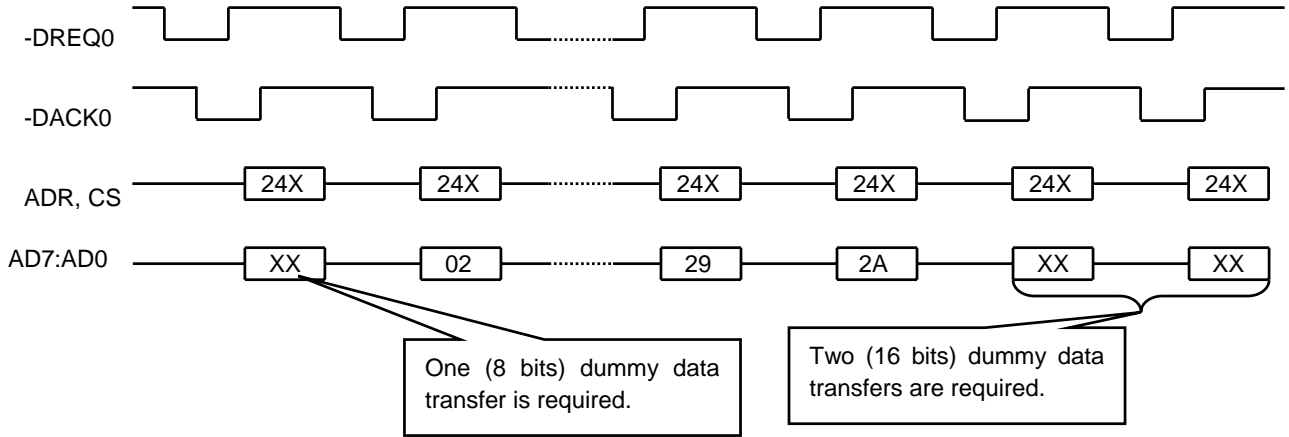 -DREQ0
-DACK0
ADR, CS 24X 24X 24X 24X 24X 24X
AD7:AD0 XX 02 29 2A XX XX
One (8 bits) dummy data
transfer is required.
Two (16 bits) dummy data
transfers are required.